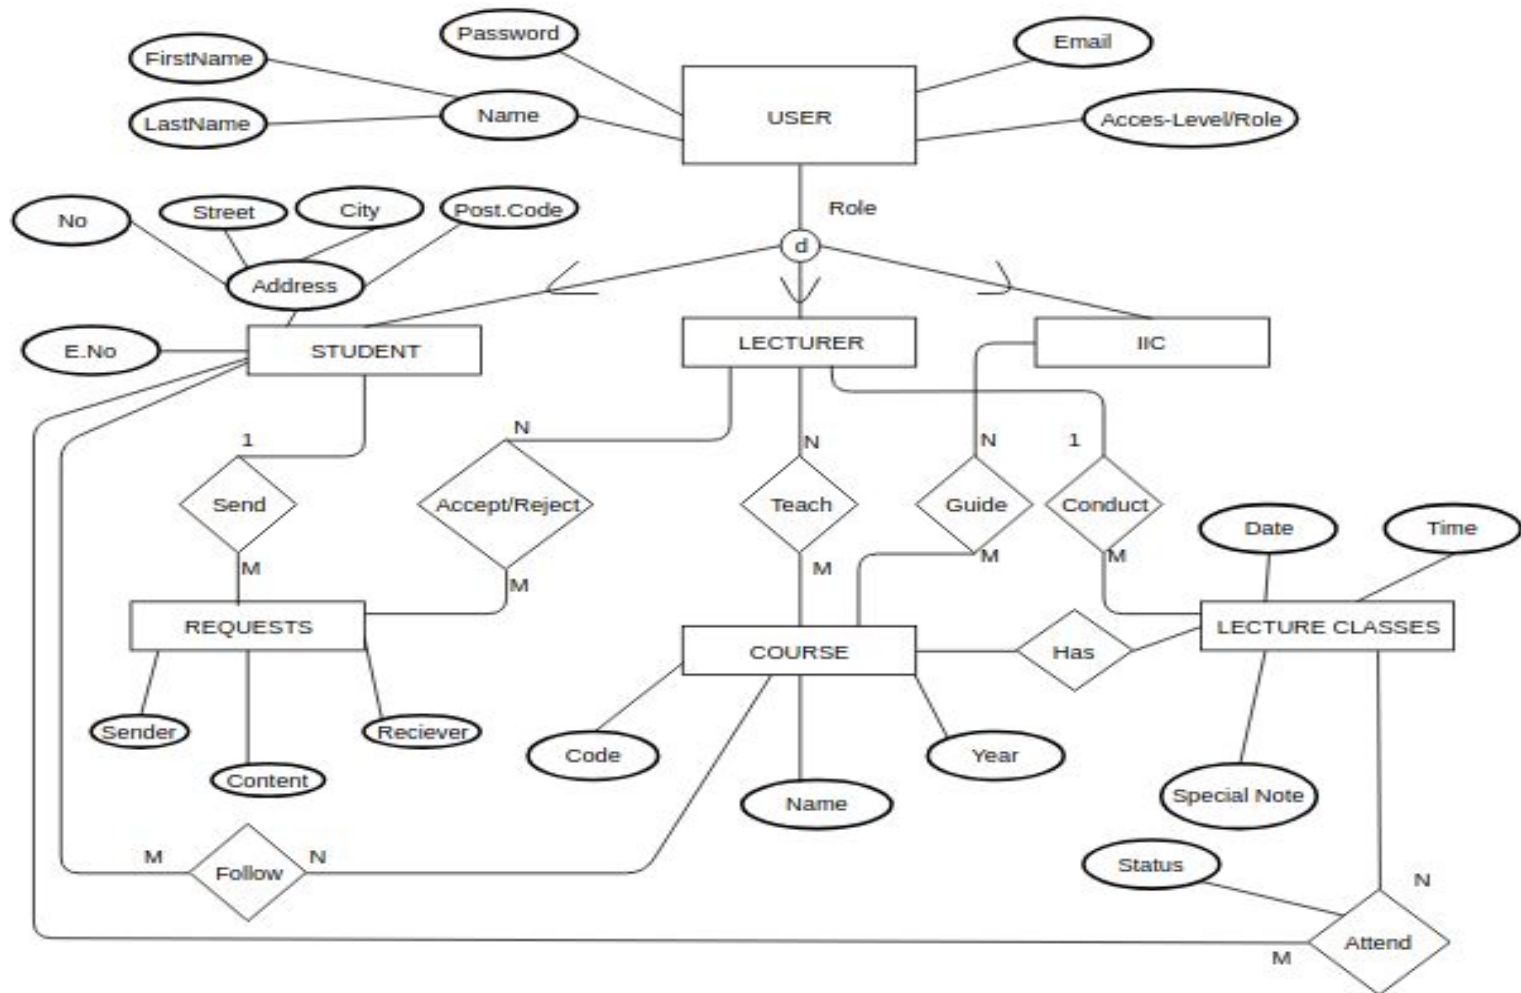 Password
Email
FirstName
Name
USER
Acces-Level/Role
LastName
No
Street
City
Post.Code
Role
d
Address
E.No
STUDENT
LECTURER
IIC
1
N
N
N
1
Send
Accept/Reject
Teach
Guide
Conduct
Date
Time
M
M
M
M
M
REQUESTS
COURSE
Has
LECTURE CLASSES
Sender
Reciever
Content
Code
Name
Year
Special Note
M
Follow
N
Status
N
Attend
M